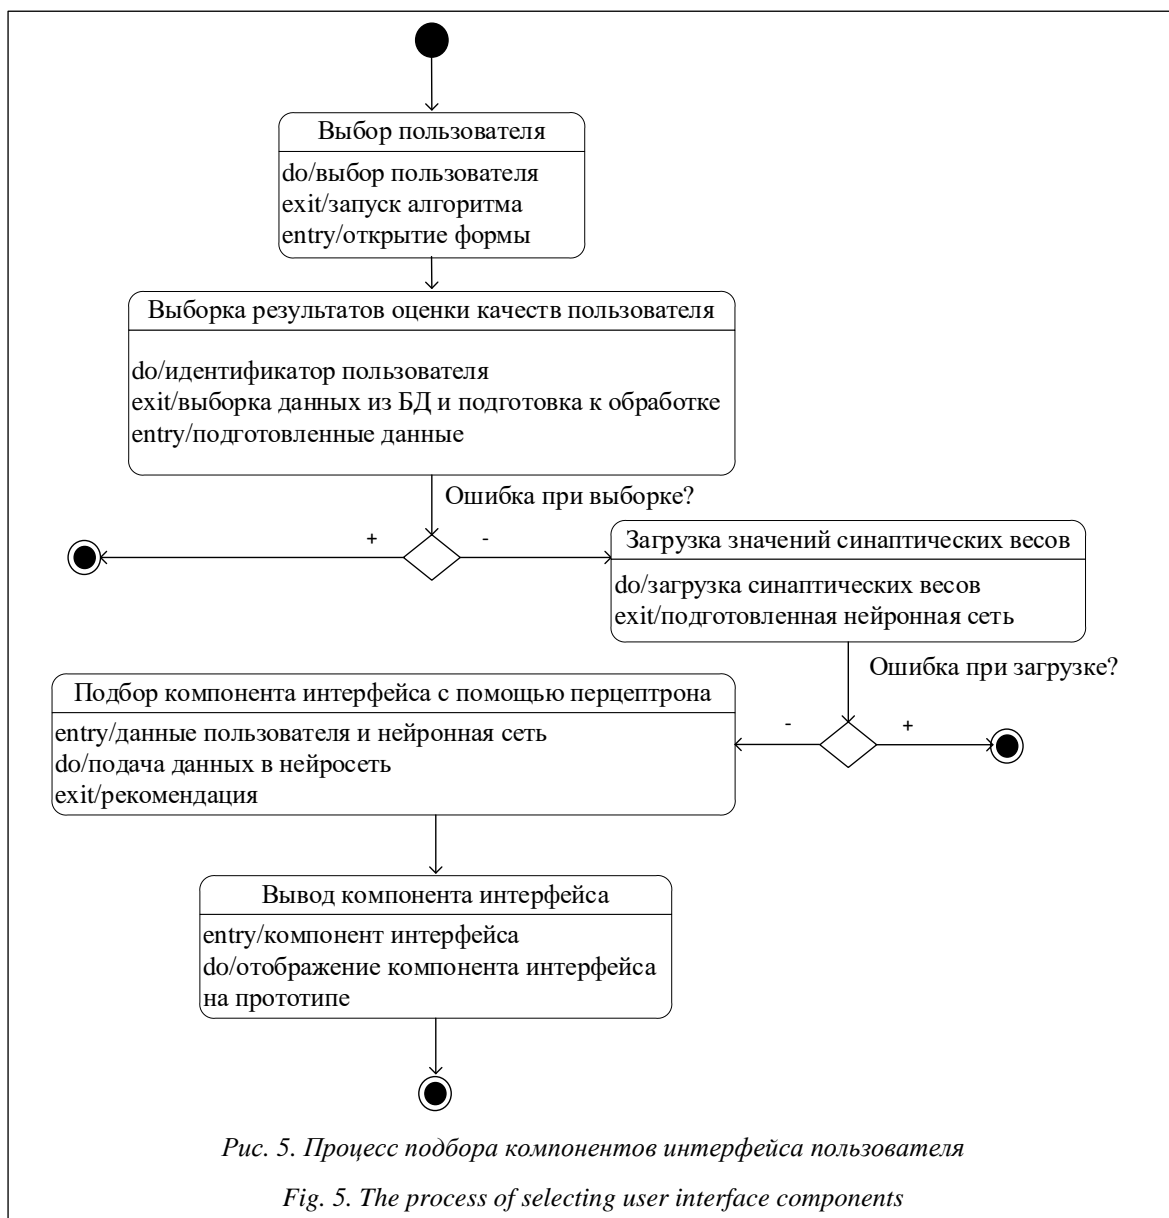 Выбор пользователя
do/выбор пользователя
exit/запуск алгоритма
entry/открытие формы
Выборка результатов оценки качеств пользователя
do/идентификатор пользователя
exit/выборка данных из БД и подготовка к обработке
entry/подготовленные данные
Ошибка при выборке?
+
-
Загрузка значений синаптических весов
do/загрузка синаптических весов
exit/подготовленная нейронная сеть
Ошибка при загрузке?
-
+
Подбор компонента интерфейса с помощью перцептрона
entry/данные пользователя и нейронная сеть
do/подача данных в нейросеть
exit/рекомендация
Вывод компонента интерфейса
entry/компонент интерфейса
do/отображение компонента интерфейса
на прототипе
Рис. 5. Процесс подбора компонентов интерфейса пользователя
Fig. 5. The process of selecting user interface components